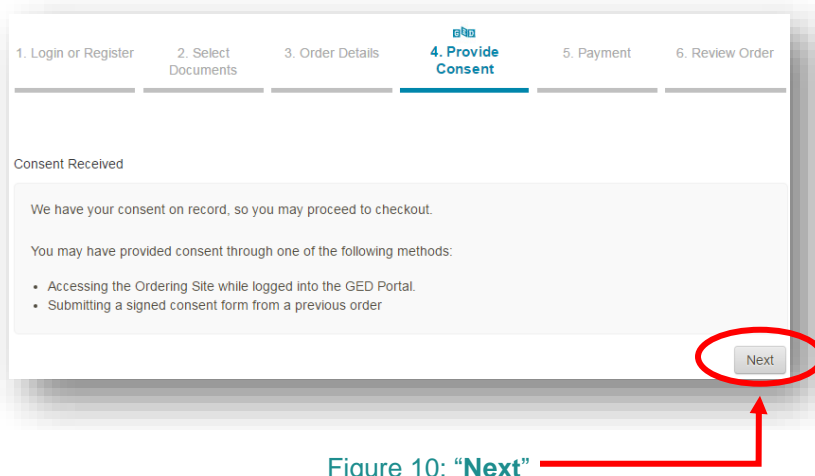 GED
1. Login or Register
2. Select
Documents
3. Order Details
4. Provide
Consent
5. Payment
6. Review Order
Consent Received
We have your consent on record, so you may proceed to checkout.
You may have provided consent through one of the following methods:
• Accessing the Ordering Site while logged into the GED Portal.
• Submitting a signed consent form from a previous order
Next
Figure 10: “Next”